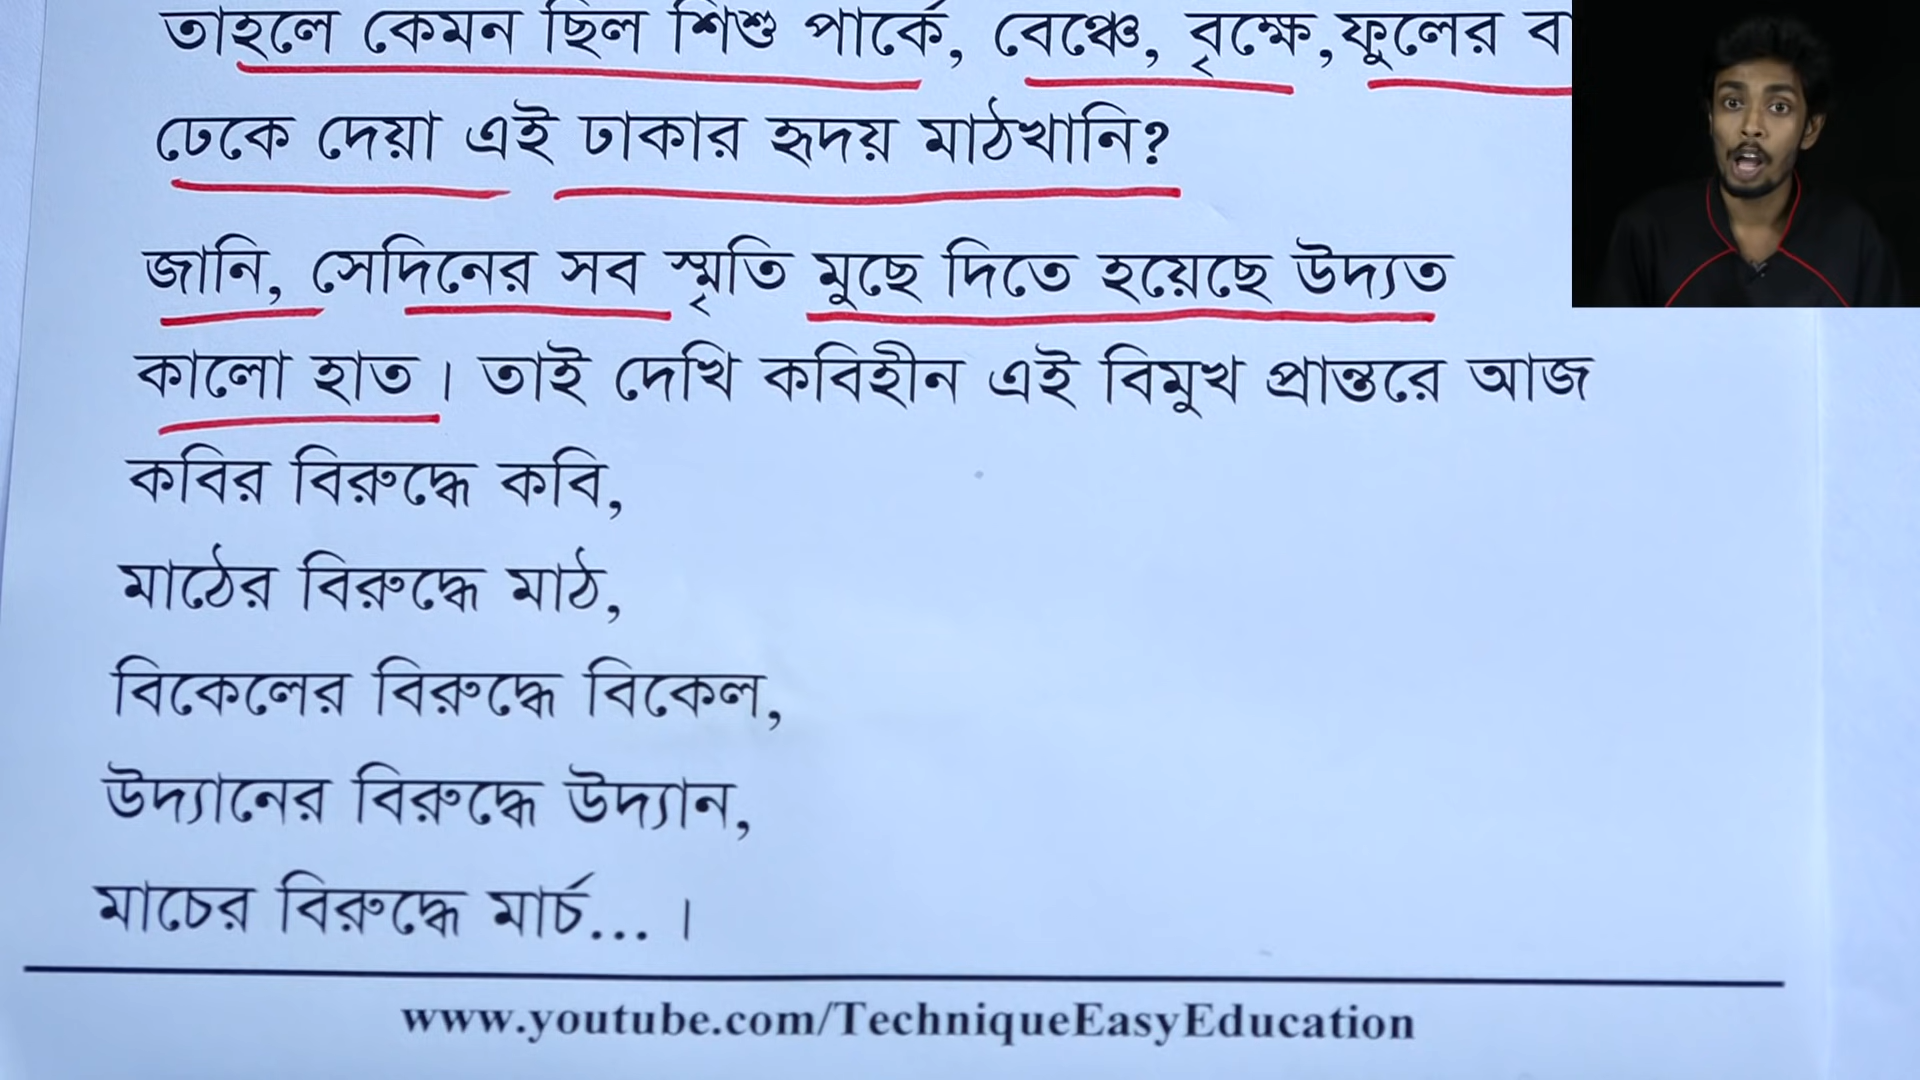 তাহলে কেমন ছিল শিশু পার্কে, বেঞ্চে, বৃক্ষে,ফুলের
ঢেকে দেয়া এই ঢাকার হৃদয় মাঠখানি?
জানি, সেদিনের সব স্মৃতি মুছে দিতে হয়েছে উদ্যত
কালো হাত। তাই দেখি কবিহীন এই বিমুখ প্রান্তরে আজ
কবির বিরুদ্ধে কবি,
মাঠের বিরুদ্ধে মাঠ,
বিকেলের বিরুদ্ধে বিকেল,
উদ্যানের বিরুদ্ধে উদ্যান,
মাচের বিরুদ্ধে মার্চ... ।
www.youtube.com/TechniqueEasyEducation